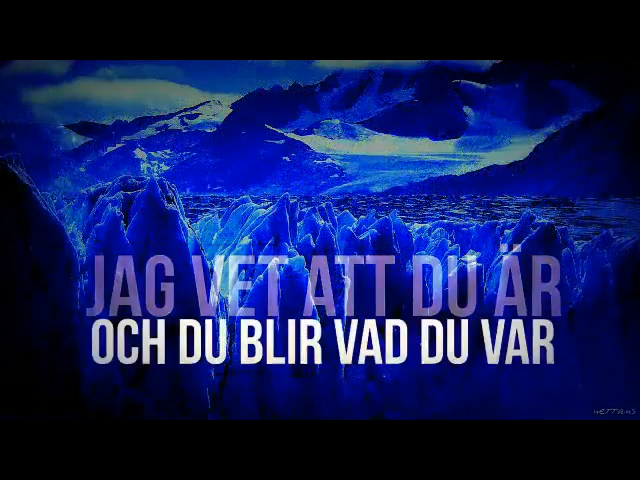 JAG VET ATT DU ÄR
OCH DU BLIR VAD DU VAR